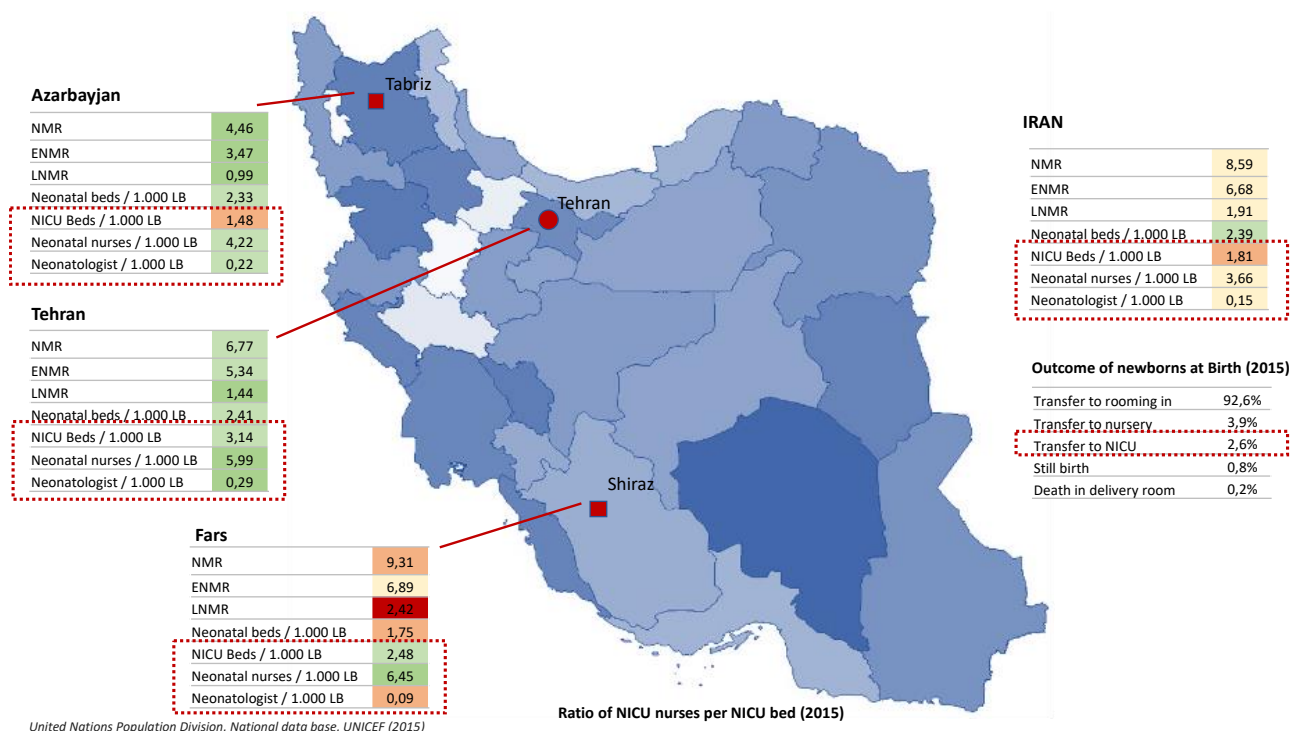 Tabriz
Tehran
Shiraz
Azarbayjan
NMR 4,46
ENMR 3,47
LNMR 0,99
Neonatal beds / 1.000 LB 2,33
NICU Beds / 1.000 LB 1,48
Neonatal nurses / 1.000 LB 4,22
Neonatologist / 1.000 LB 0,22
Tehran
NMR 6,77
ENMR 5,34
LNMR 1,44
Neonatal beds / 1.000 LB 2,41
NICU Beds / 1.000 LB 3,14
Neonatal nurses / 1.000 LB 5,99
Neonatologist / 1.000 LB 0,29
Fars
NMR 9,31
ENMR 6,89
LNMR 2,42
Neonatal beds / 1.000 LB 1,75
NICU Beds / 1.000 LB 2,48
Neonatal nurses / 1.000 LB 6,45
Neonatologist / 1.000 LB 0,09
IRAN
NMR 8,59
ENMR 6,68
LNMR 1,91
Neonatal beds / 1.000 LB 2,39
NICU Beds / 1.000 LB 1,81
Neonatal nurses / 1.000 LB 3,66
Neonatologist / 1.000 LB 0,15
Outcome of newborns at Birth (2015)
Transfer to rooming in 92,6%
Transfer to nursery 3,9%
Transfer to NICU 2,6%
Still birth 0,8%
Death in delivery room 0,2%
Ratio of NICU nurses per NICU bed (2015)
United Nations Population Division. National data base. UNICEF (2015)